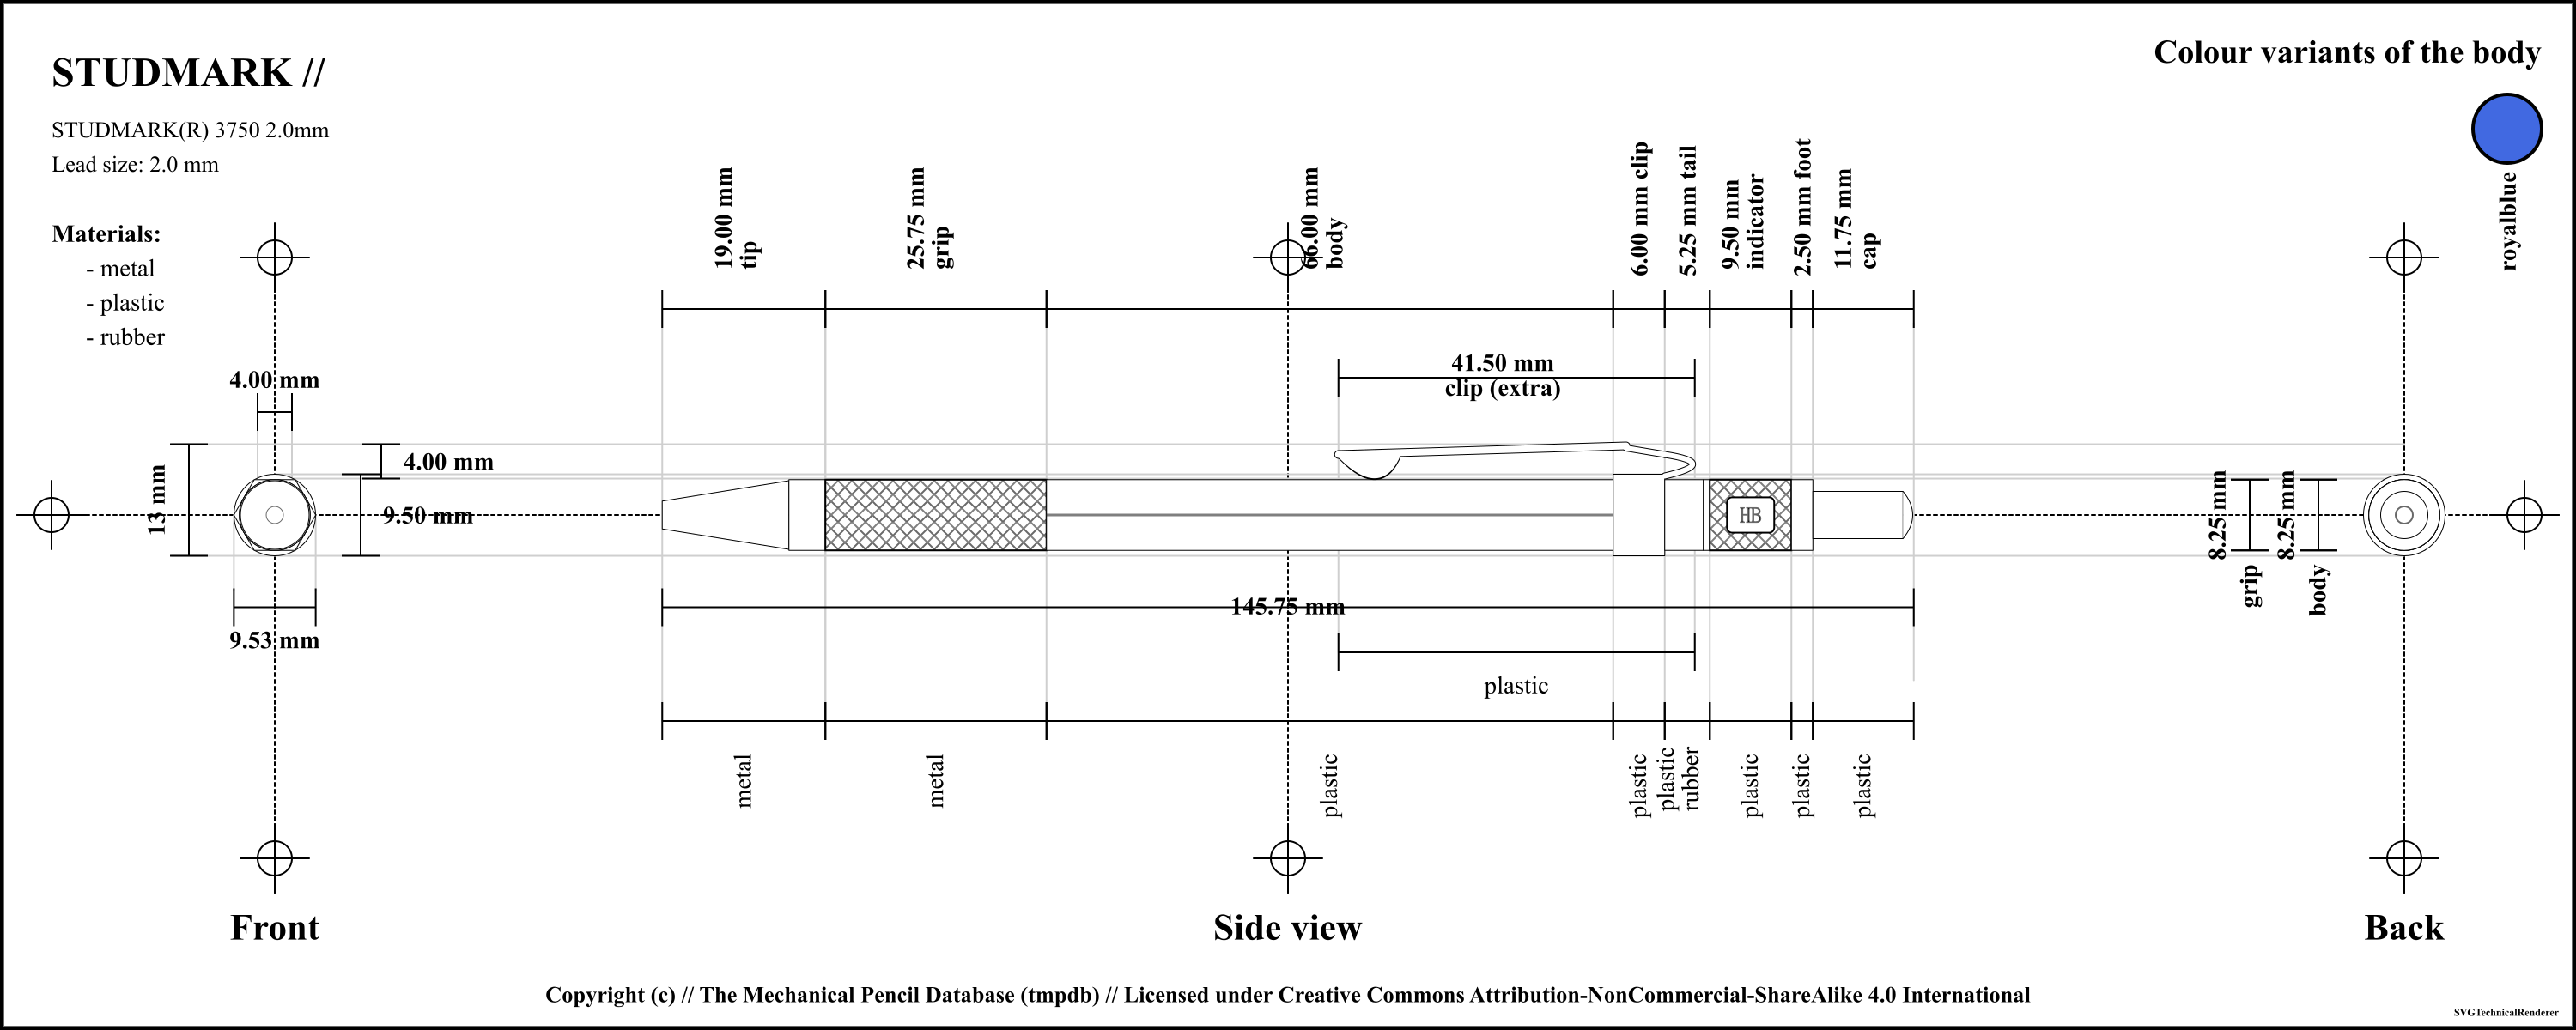 STUDMARK //
STUDMARK(R) 3750 2.0mm
Lead size: 2.0 mm
Materials:
- metal
- plastic
- rubber
Colour variants of the body
royalblue
19.00 mm
tip
25.75 mm
grip
66.00 mm
body
6.00 mm clip
5.25 mm tail
9.50 mm
indicator
2.50 mm foot
11.75 mm
cap
41.50 mm
clip (extra)
4.00 mm
13 mm
4.00 mm
9.50 mm
9.53 mm
HB
145.75 mm
8.25 mm
grip
8.25 mm
body
plastic
metal
metal
plastic
plastic
plastic
rubber
plastic
plastic
plastic
Front
Side view
Back
Copyright (c) // The Mechanical Pencil Database (tmpdb) // Licensed under Creative Commons Attribution-NonCommercial-ShareAlike 4.0 International
SVGTechnicalRenderer